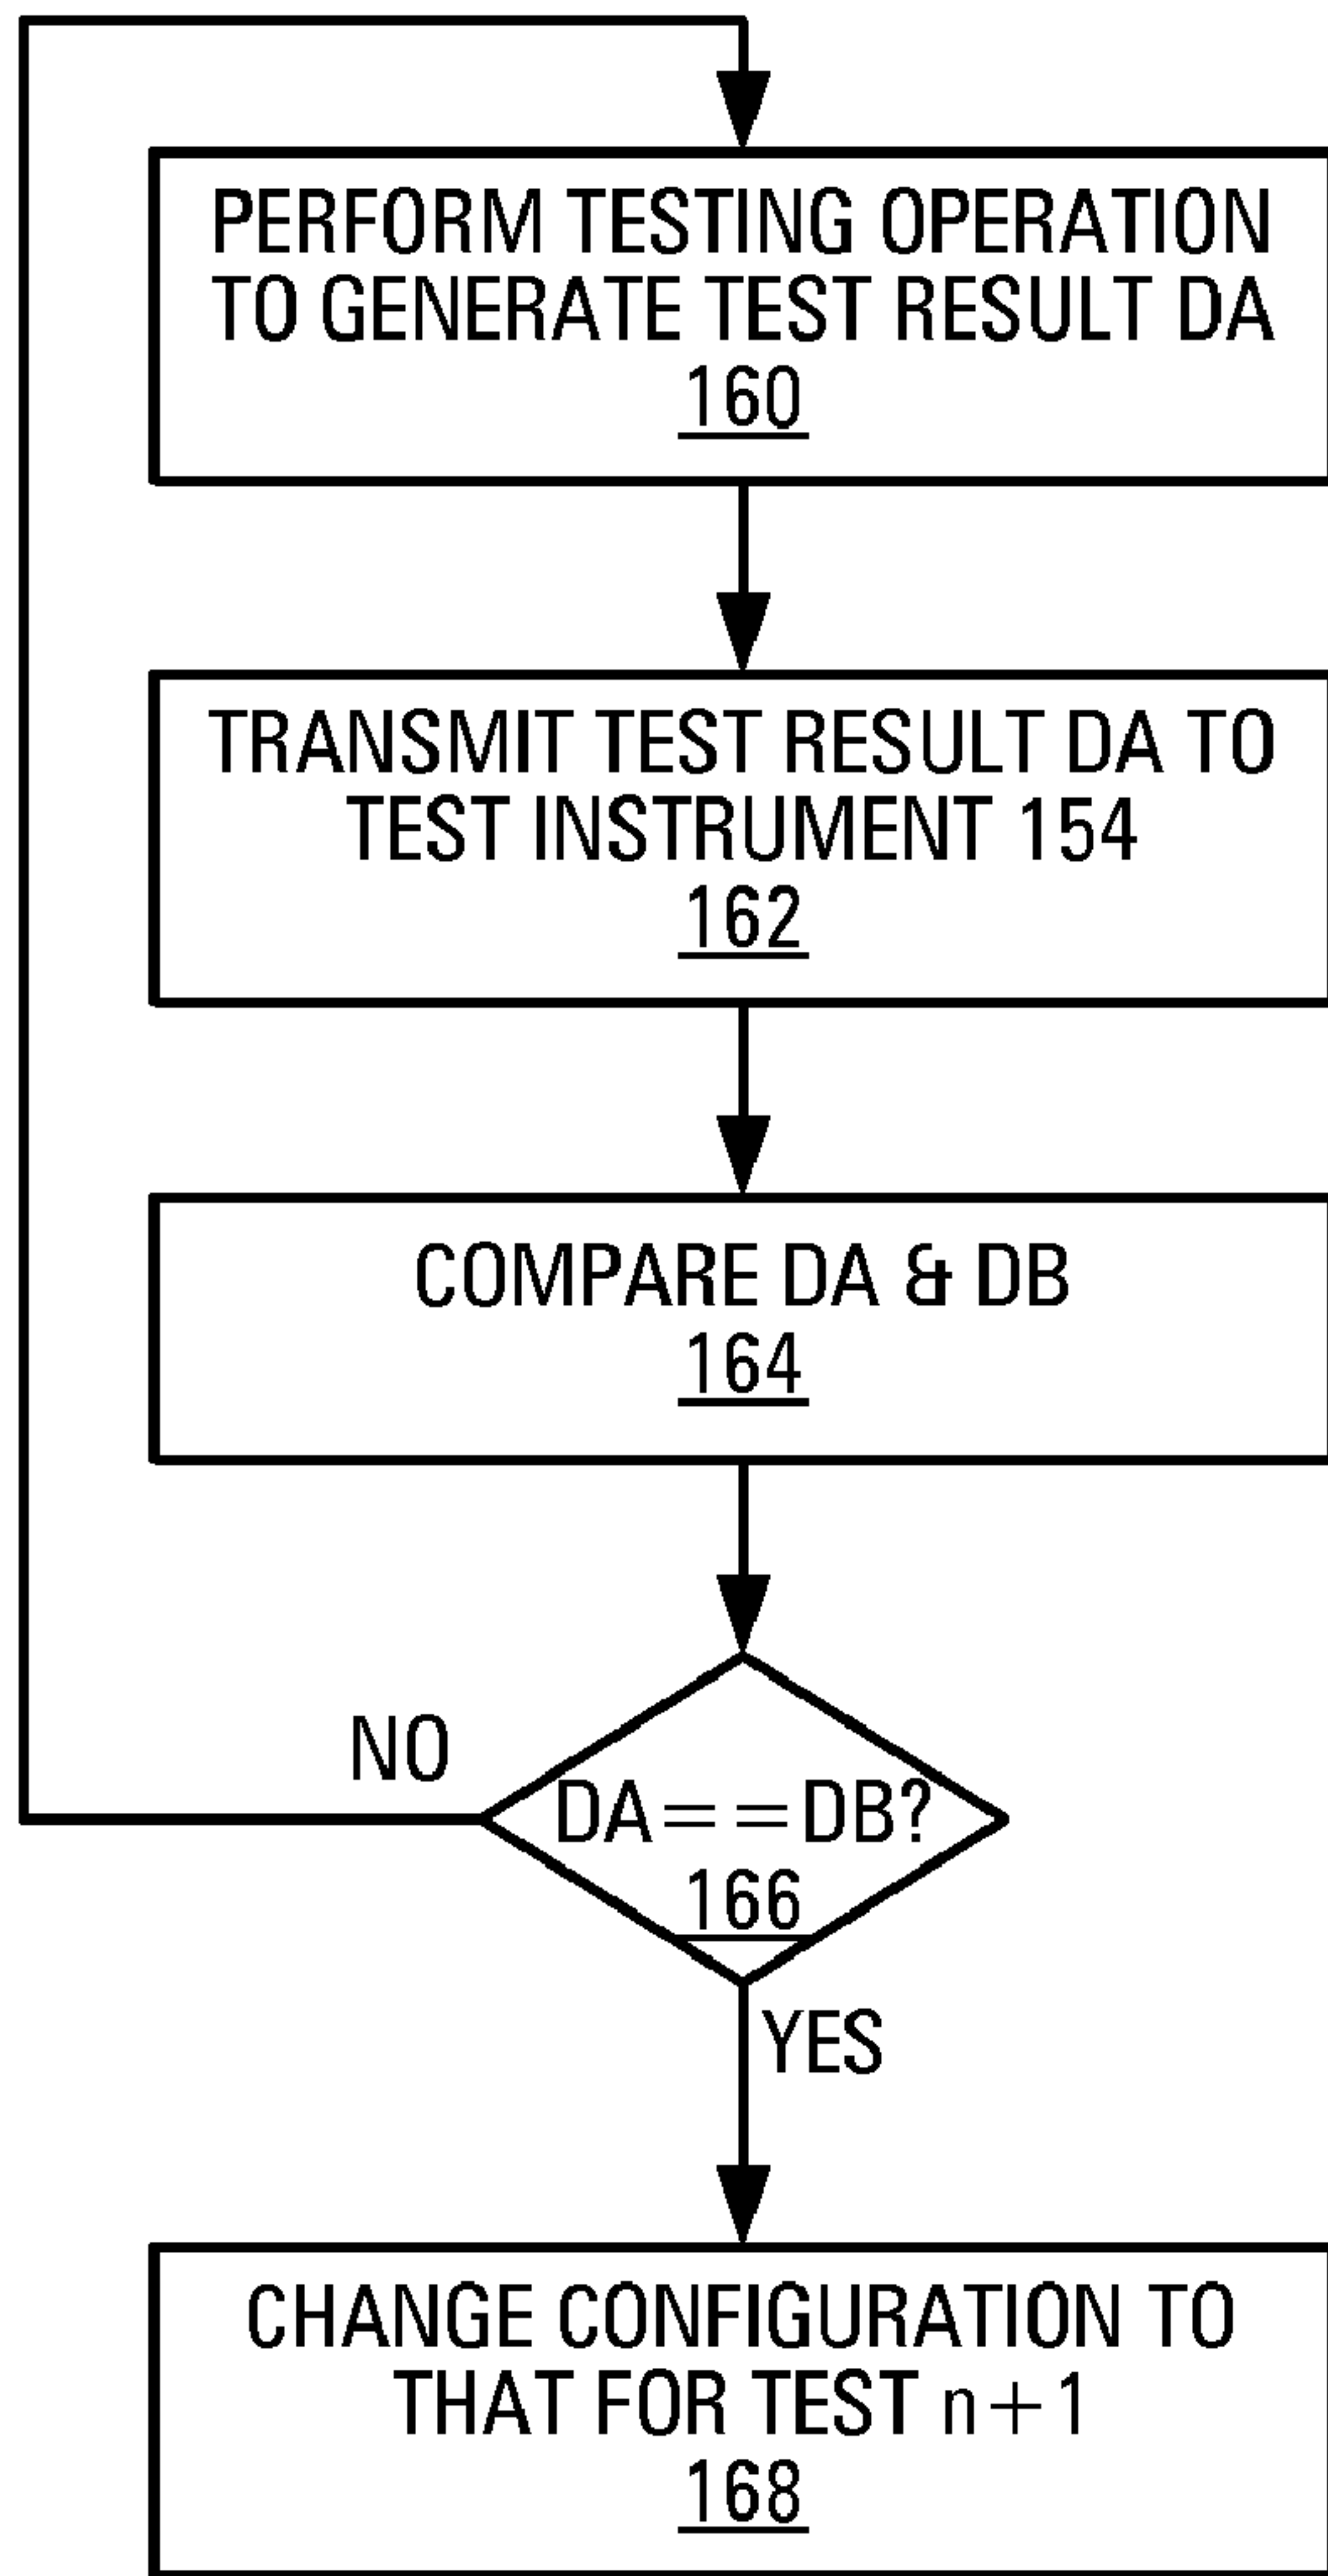 PERFORM TESTING OPERATION
TO GENERATE TEST RESULT DA
160
TRANSMIT TEST RESULT DA TO
TEST INSTRUMENT 154
162
COMPARE DA & DB
164
NO
DA==DB?
166
YES
CHANGE CONFIGURATION TO
THAT FOR TEST n+1
168